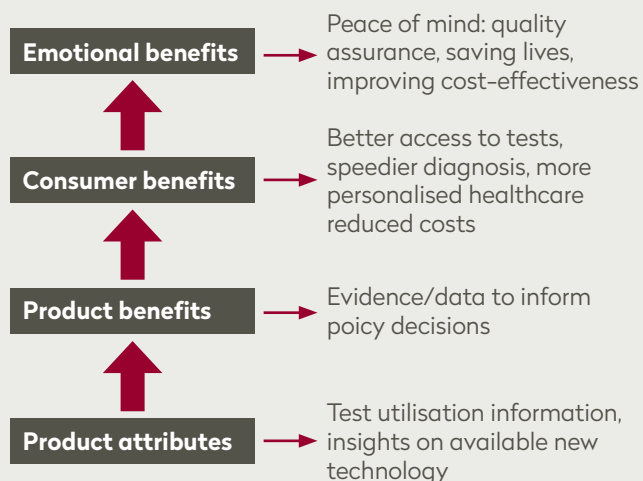 Emotional benefits
Peace of mind: quality
assurance, saving lives,
improving cost-effectiveness
Consumer benefits
Better access to tests,
speedier diagnosis, more
personalised healthcare
reduced costs
Product benefits
Evidence/data to inform
poicy decisions
Product attributes
Test utilisation information,
insights on available new
technology